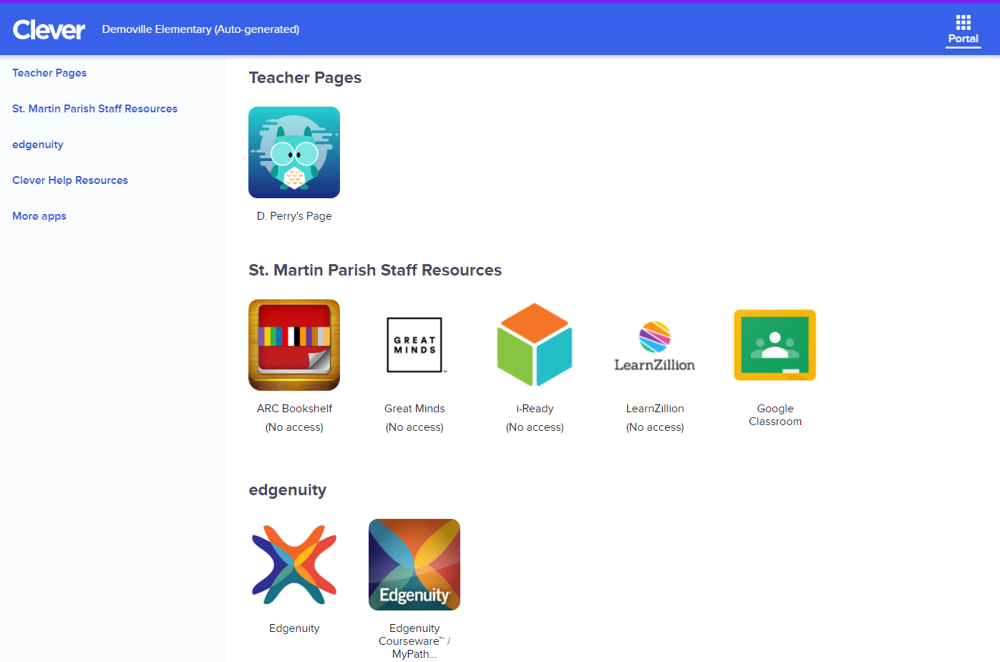 Clever
Demoville Elementary (Auto-generated)
Portal
Teacher Pages
St. Martin Parish Staff Resources
edgenuity
Clever Help Resources
More apps
Teacher Pages
D. Perry's Page
St. Martin Parish Staff Resources
GREAT
MINDS
™
LearnZillion
ARC Bookshelf
(No access)
Great Minds
(No access)
i-Ready
(No access)
LearnZillion
(No access)
Google
Classroom
edgenuity
Edgenuity
Edgenuity
Edgenuity
Courseware™ /
MyPath...